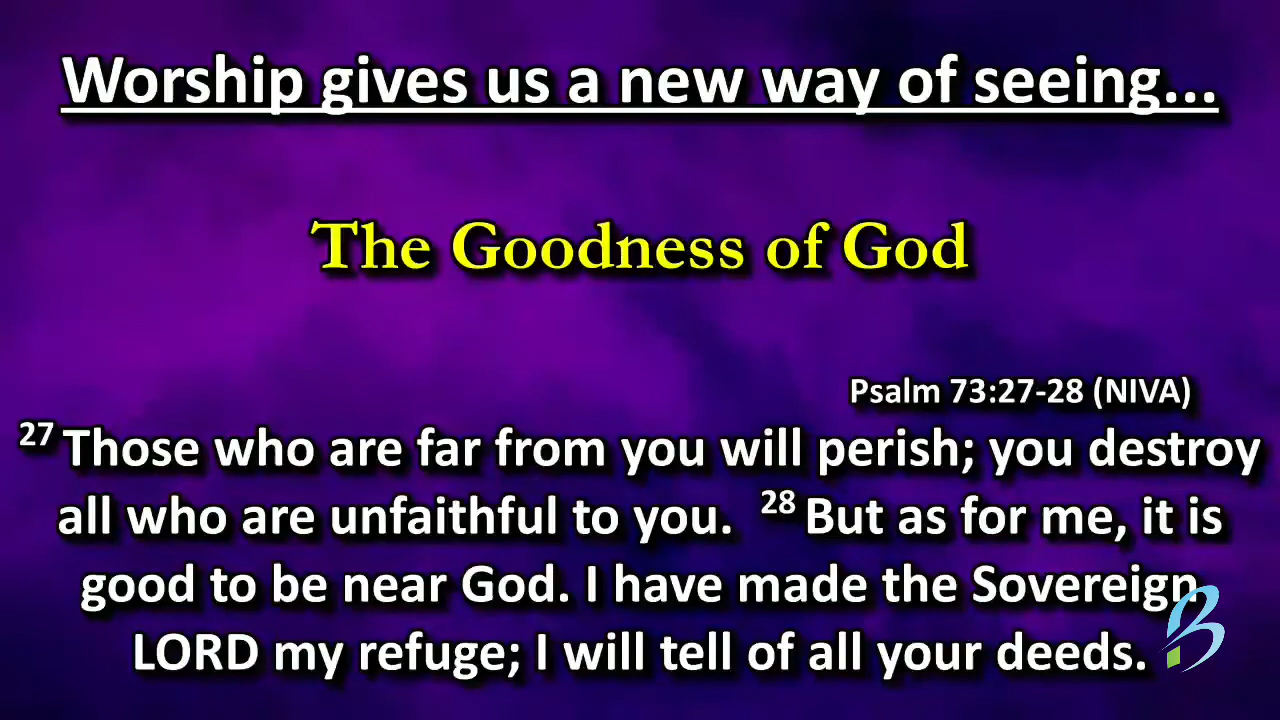 Worship gives us a new way of seeing...
The Goodness of God
Psalm 73:27-28 (NIVA)
27 Those who are far from you will perish; you destroy
all who are unfaithful to you. 28 But as for me, it is
good to be near God. I have made the Sovereign
LORD my refuge; I will tell of all your deeds.